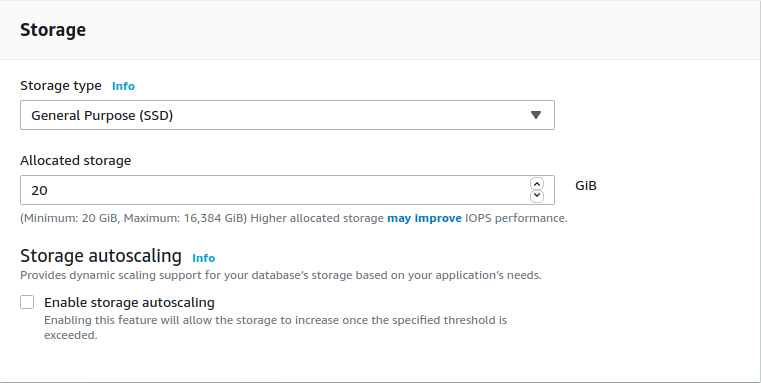 Storage
Storage type Info
General Purpose (SSD)
Allocated storage
20
GiB
(Minimum: 20 GiB, Maximum: 16,384 GiB) Higher allocated storage may improve IOPS performance.
Storage autoscaling Info
Provides dynamic scaling support for your database's storage based on your application's needs.
Enable storage autoscaling
Enabling this feature will allow the storage to increase once the specified threshold is
exceeded.